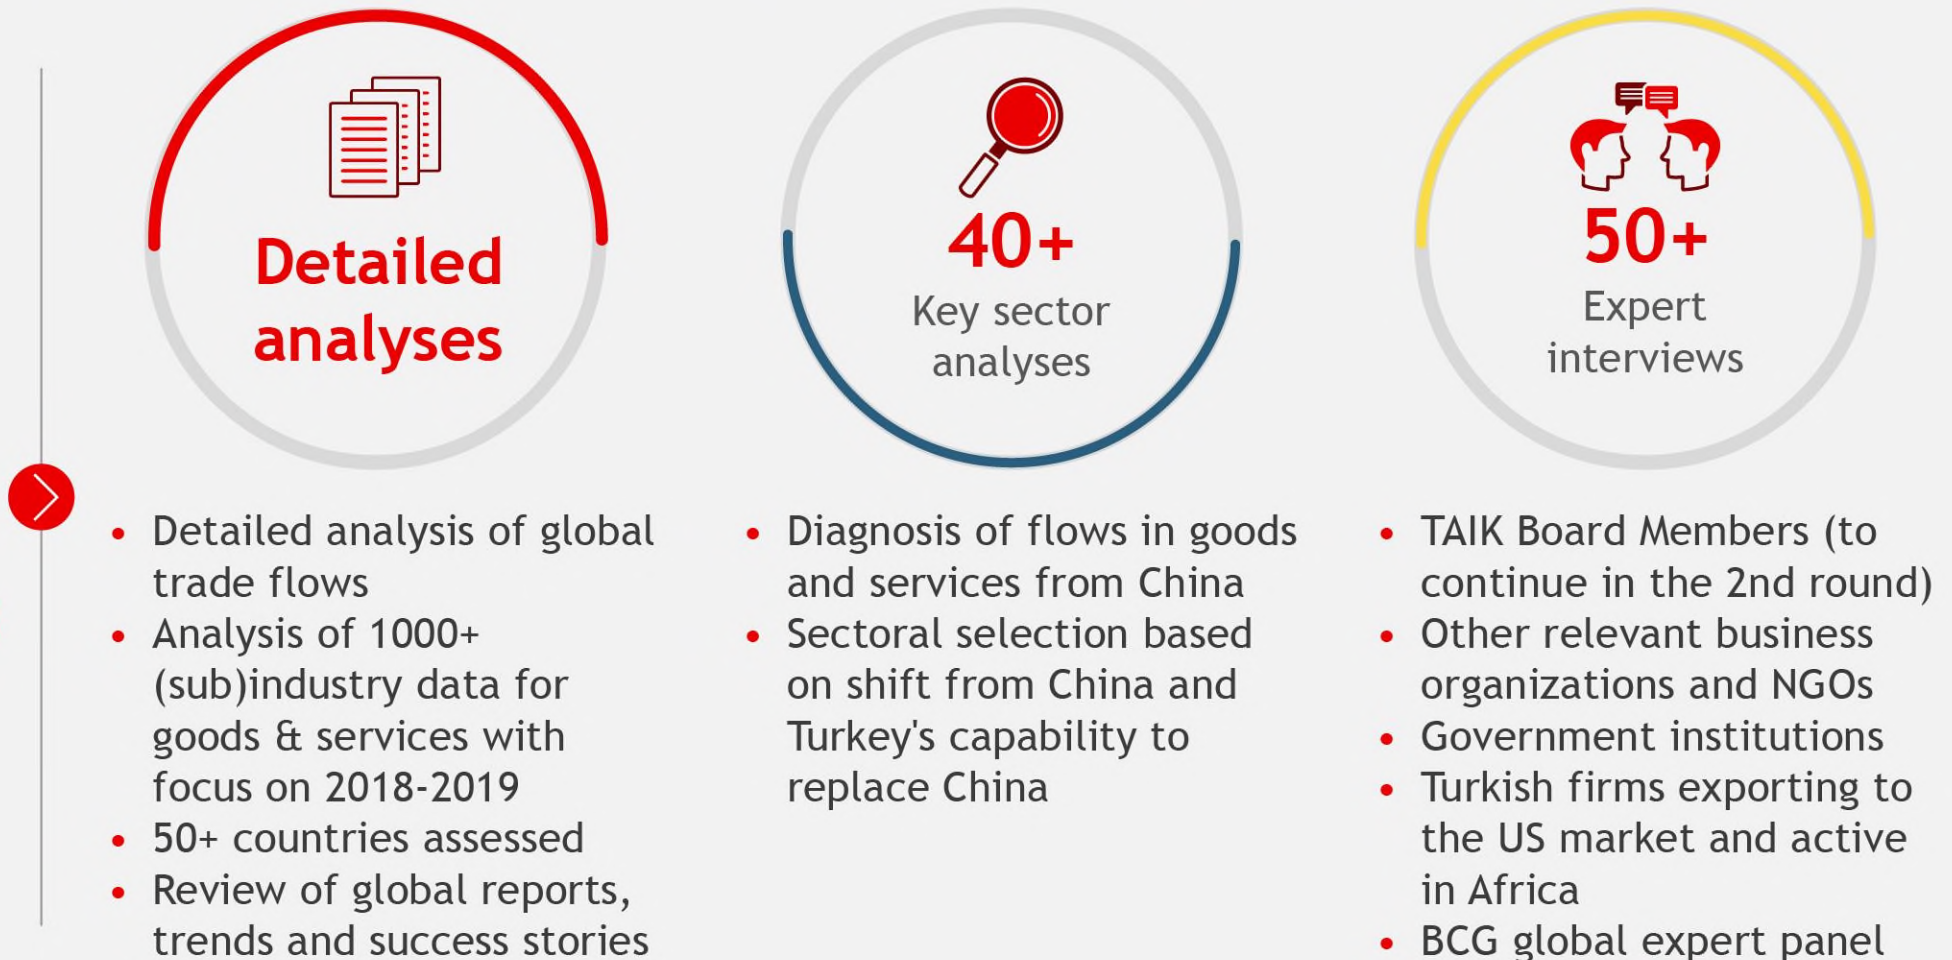 Detailed
analyses
• Detailed analysis of global
trade flows
• Analysis of 1000+
(sub)industry data for
goods & services with
focus on 2018-2019
• 50+ countries assessed
• Review of global reports,
trends and success stories
40+
Key sector
analyses
• Diagnosis of flows in goods
and services from China
• Sectoral selection based
on shift from China and
Turkey's capability to
replace China
50+
Expert
interviews
• TAIK Board Members (to
continue in the 2nd round)
• Other relevant business
organizations and NGOs
• Government institutions
• Turkish firms exporting to
the US market and active
in Africa
• BCG global expert panel